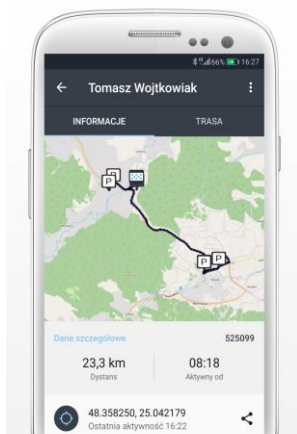 66% 16:27
Tomasz Wojtkowiak
INFORMACJE TRASA
P P
P P
Dane szczegółowe 525099
23,3 km 08:18
Dystans Aktywny od
48.358250, 25.042179
Ostatnia aktywność 16:22